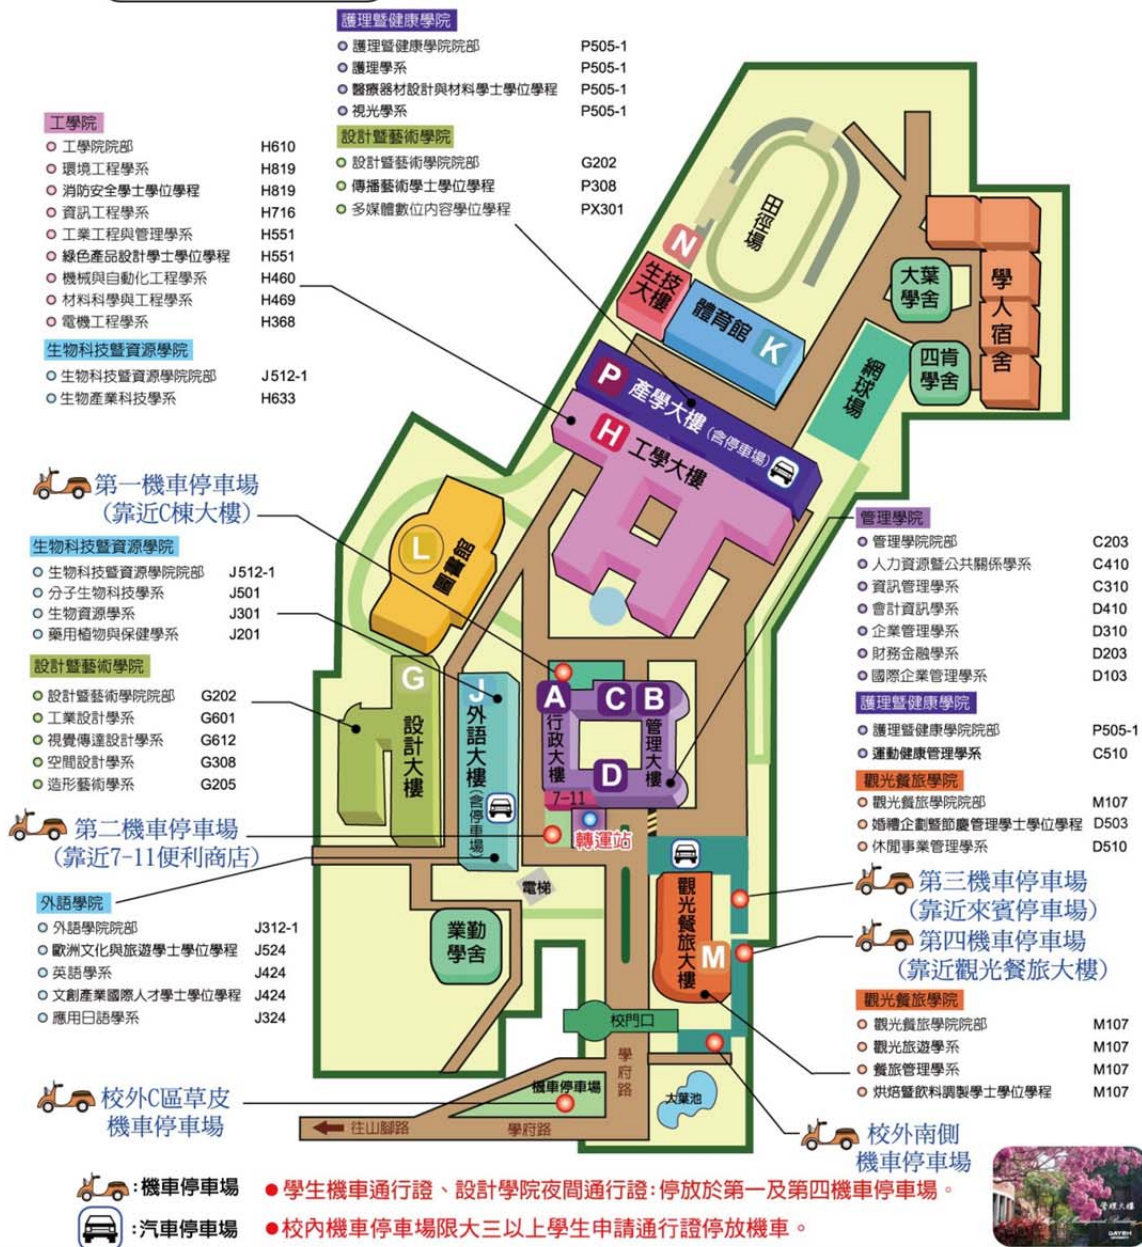 護理暨健康學院
護理暨健康學院院部 P505-1
護理學系 P505-1
醫療器材設計與材料學士學位學程 P505-1
視光學系 P505-1
設計暨藝術學院
設計暨藝術學院院部 G202
傳播藝術學士學位學程 P308
多媒體數位內容學位學程 PX301
工學院
工學院院部 H610
環境工程學系 H819
消防安全學士學位學程 H819
資訊工程學系 H716
工業工程與管理學系 H551
綠色產品設計學士學位學程 H551
機械與自動化工程學系 H460
材料科學與工程學系 H469
電機工程學系 H368
生物科技暨資源學院
生物科技暨資源學院院部 J512-1
生物產業科技學系 H633
田徑場
N
生技大樓
體育館
K
大葉學舍
學人宿舍
四肯學舍
網球場
P 產學大樓(含停車場)
H 工學大樓
第一機車停車場
(靠近C棟大樓)
L
圖書館
生物科技暨資源學院
生物科技暨資源學院院部 J512-1
分子生物科技學系 J501
生物資源學系 J301
藥用植物與保健學系 J201
設計暨藝術學院
設計暨藝術學院院部 G202
工業設計學系 G601
視覺傳達設計學系 G612
空間設計學系 G308
造形藝術學系 G205
G
設計大樓
J
外語大樓(含停車場)
A
行政大樓
C
B
管理大樓
D
7-11
轉運站
管理學院
管理學院院部 C203
人力資源暨公共關係學系 C410
資訊管理學系 C310
會計資訊學系 D410
企業管理學系 D310
財務金融學系 D203
國際企業管理學系 D103
護理暨健康學院
護理暨健康學院院部 P505-1
運動健康管理學系 C510
觀光餐旅學院
觀光餐旅學院院部 M107
婚禮企劃暨節慶管理學士學位學程 D503
休閒事業管理學系 D510
第二機車停車場
(靠近7-11便利商店)
第三機車停車場
(靠近來賓停車場)
第四機車停車場
(靠近觀光餐旅大樓)
外語學院
外語學院院部 J312-1
歐洲文化與旅遊學士學位學程 J524
英語學系 J424
文創產業國際人才學士學位學程 J424
應用日語學系 J324
電梯
業勤學舍
觀光餐旅大樓
M
校門口
觀光餐旅學院
觀光餐旅學院院部 M107
觀光旅遊學系 M107
餐旅管理學系 M107
烘焙暨飲料調製學士學位學程 M107
校外C區草皮
機車停車場
機車停車場
學府路
大葉池
往山腳路
學府路
校外南側
機車停車場
:機車停車場
●學生機車通行證、設計學院夜間通行證:停放於第一及第四機車停車場。
:汽車停車場
●校內機車停車場限大三以上學生申請通行證停放機車。
管理大樓
DAYEH